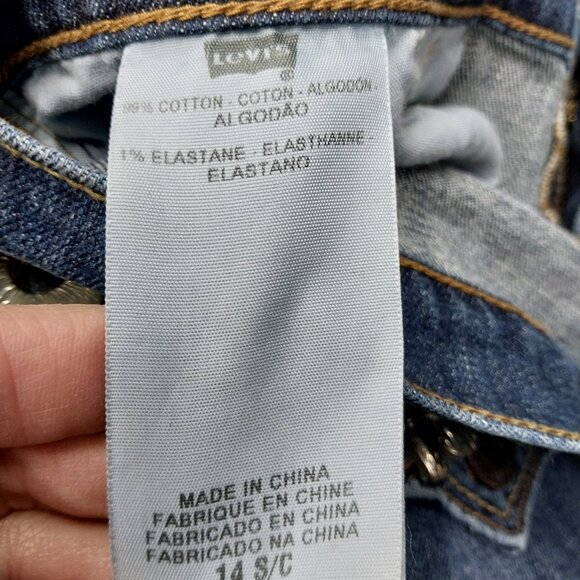 LEVI'S
®
99% COTTON - COTON - ALGODÓN
ALGODÃO
1% ELASTANE - ELASTHANNE -
ELASTANO
MADE IN CHINA
FABRIQUE EN CHINE
FABRICADO EN CHINA
FABRICADO NA CHINA
14 S/C